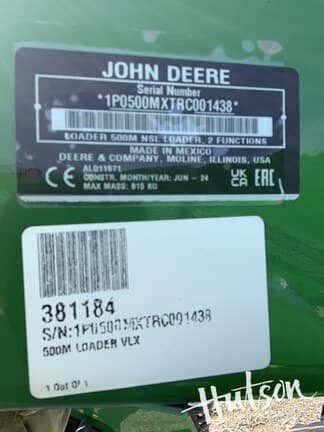 JOHN DEERE
Serial Number
*1P0500MXTRC001438*
LOADER 500M NSL LOADER, 2 FUNCTIONS
MADE IN MEXICO
DEERE & COMPANY, MOLINE, ILLINOIS, USA
ALD11571
CE
CONSTR. MONTH/YEAR: JUN - 24
MAX MASS: 815 KG
UK
CA
EAC
381184
S/N:1P0500MXTRC001438
500M LOADER VLX
1 Out Of 1
Hutson